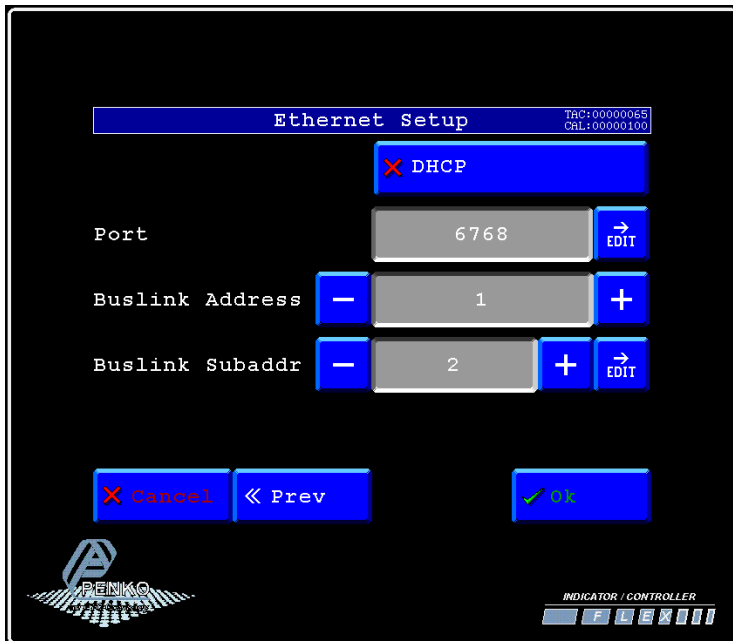 Ethernet Setup
TAC:00000065
CAL:00000100
DHCP
Port 6768 EDIT
Buslink Address − 1 +
Buslink Subaddr − 2 + EDIT
Cancel « Prev Ok
PENKO
INDICATOR / CONTROLLER
FLEX